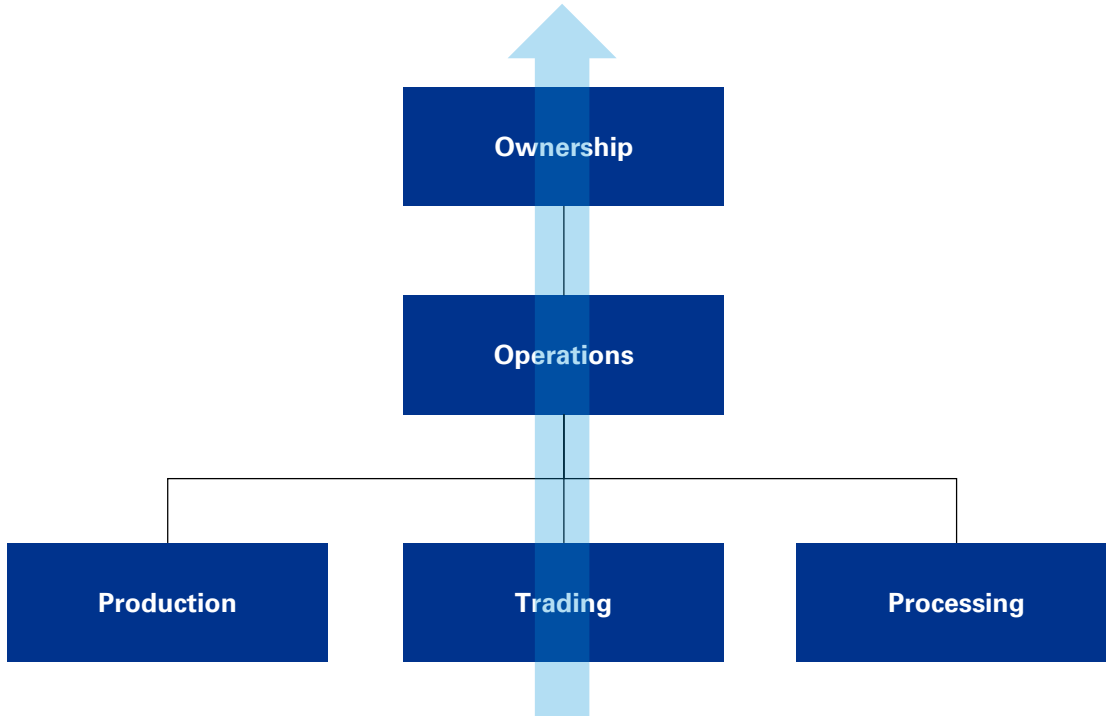 Ownership
Operations
Production
Trading
Processing